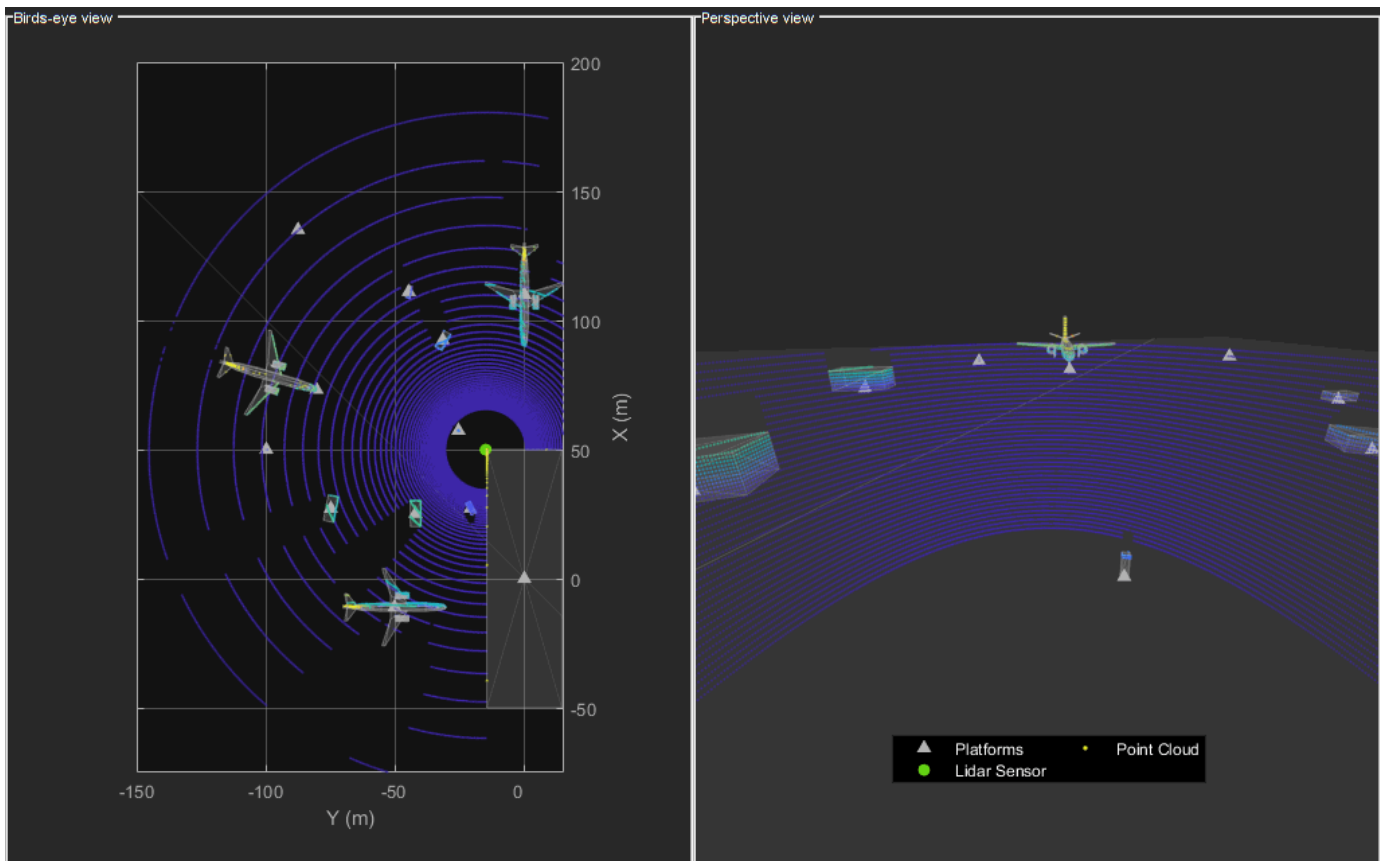 Birds-eye view
Perspective view
200
150
100
50
0
-50
X (m)
-150
-100
-50
0
Y (m)
Platforms
Point Cloud
Lidar Sensor